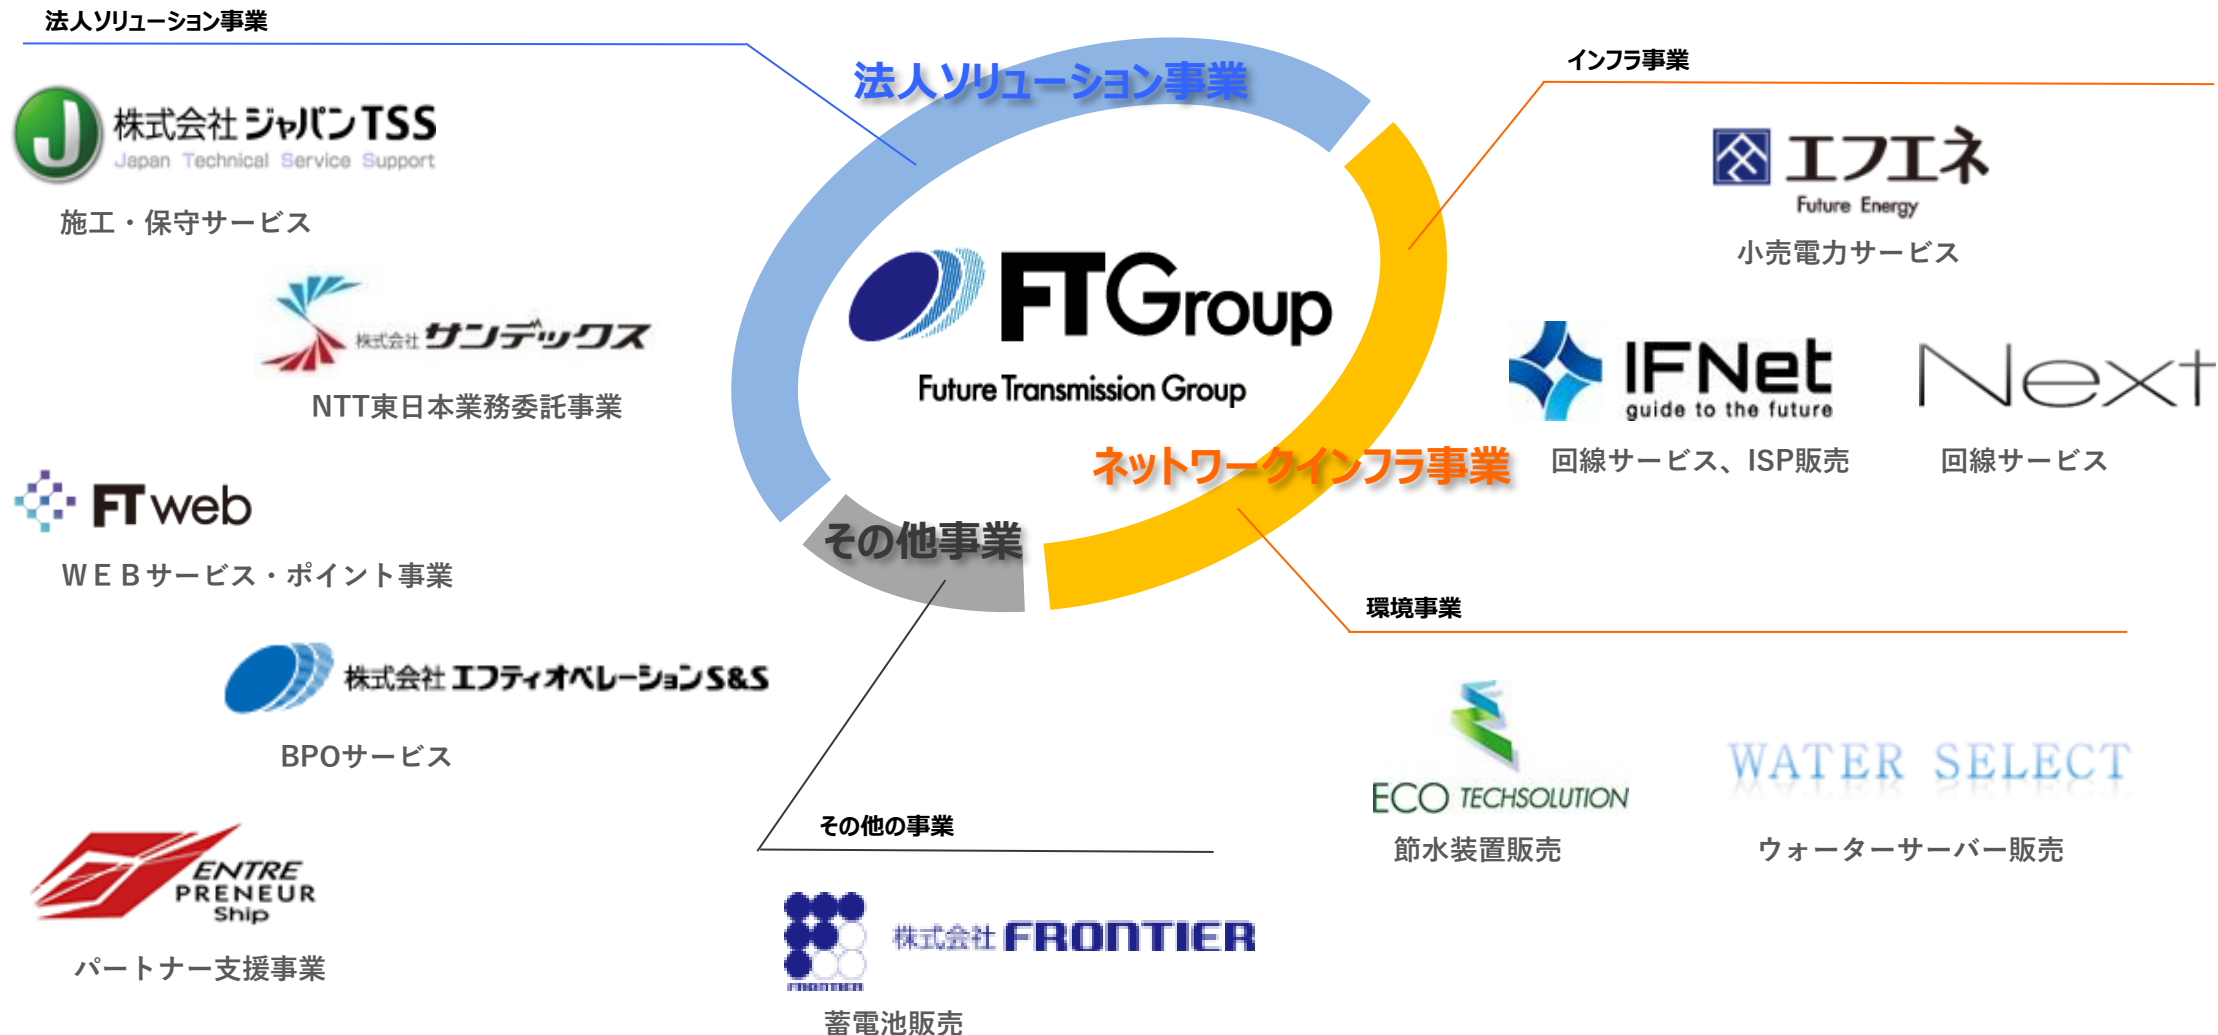 法人ソリューション事業
株式会社 ジャパンTSS
Japan Technical Service Support
施工・保守サービス
株式会社 サンデックス
NTT東日本業務委託事業
FT web
WEBサービス・ポイント事業
株式会社 エフティオペレーションS&S
BPOサービス
ENTRE
PRENEUR
Ship
パートナー支援事業
法人ソリューション事業
FTGroup
Future Transmission Group
ネットワークインフラ事業
その他事業
インフラ事業
エフエネ
Future Energy
小売電力サービス
IFNet
guide to the future
回線サービス、ISP販売
Next
回線サービス
環境事業
ECO TECHSOLUTION
節水装置販売
WATER SELECT
ウォーターサーバー販売
その他の事業
FRONTIER
株式会社 FRONTIER
蓄電池販売